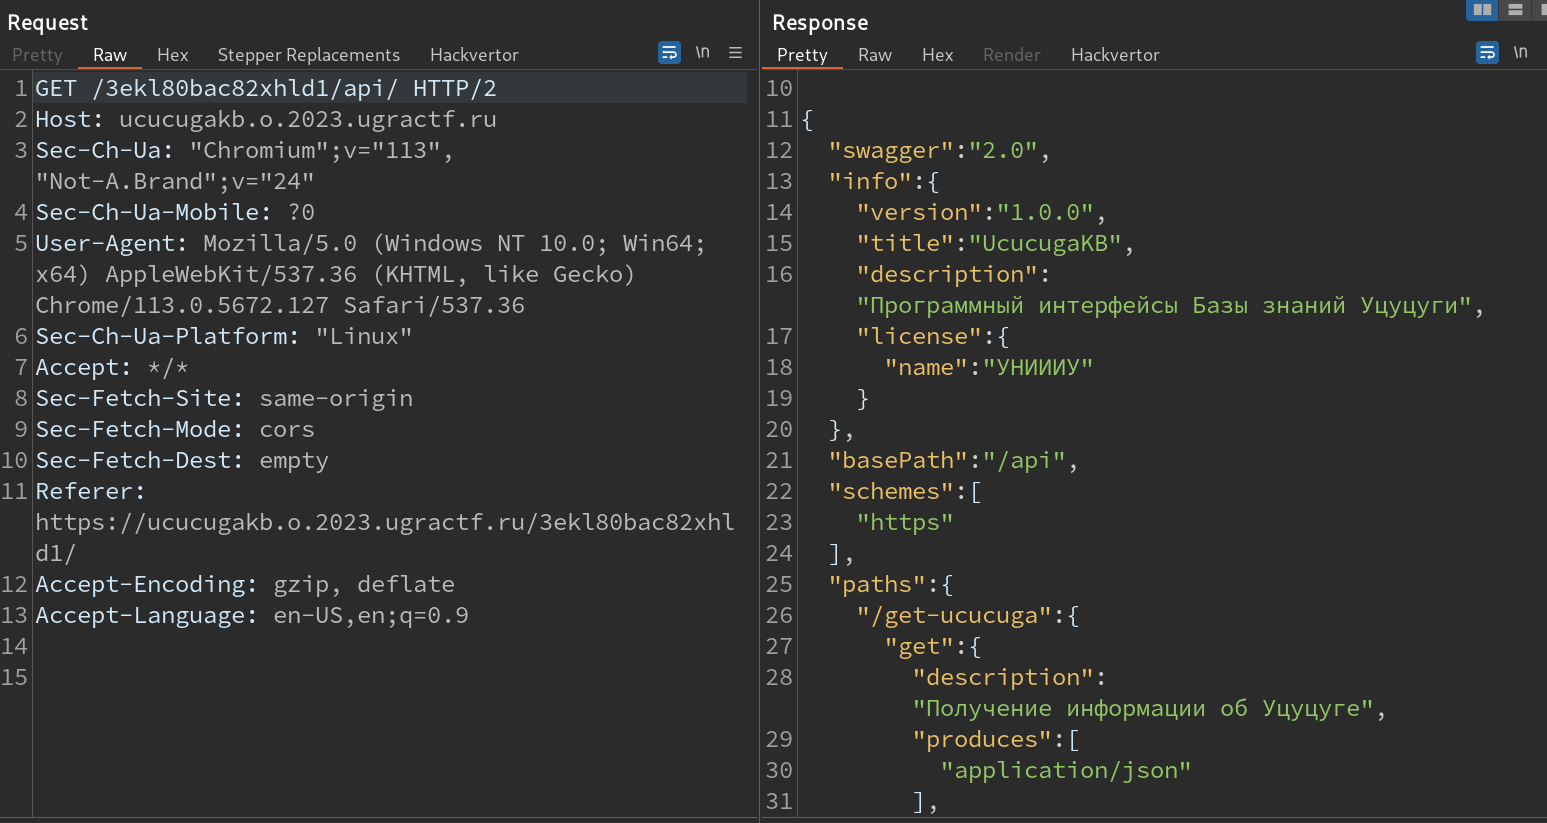 Request
Pretty Raw Hex Stepper Replacements Hackvertor \n
1 GET /3ekl80bac82xhld1/api/ HTTP/2
2 Host: ucucugakb.o.2023.ugractf.ru
3 Sec-Ch-Ua: "Chromium";v="113",
"Not-A.Brand";v="24"
4 Sec-Ch-Ua-Mobile: ?0
5 User-Agent: Mozilla/5.0 (Windows NT 10.0; Win64;
x64) AppleWebKit/537.36 (KHTML, like Gecko)
Chrome/113.0.5672.127 Safari/537.36
6 Sec-Ch-Ua-Platform: "Linux"
7 Accept: */*
8 Sec-Fetch-Site: same-origin
9 Sec-Fetch-Mode: cors
10 Sec-Fetch-Dest: empty
11 Referer:
https://ucucugakb.o.2023.ugractf.ru/3ekl80bac82xhl
d1/
12 Accept-Encoding: gzip, deflate
13 Accept-Language: en-US,en;q=0.9
14
15
Response
Pretty Raw Hex Render Hackvertor \n
10
11 {
12 "swagger":"2.0",
13 "info":{
14 "version":"1.0.0",
15 "title":"UcucugaKB",
16 "description":
"Программный интерфейсы Базы знаний Уцуцуги",
17 "license":{
18 "name":"УНИИИУ"
19 }
20 },
21 "basePath":"/api",
22 "schemes":[
23 "https"
24 ],
25 "paths":{
26 "/get-ucucuga":{
27 "get":{
28 "description":
"Получение информации об Уцуцуге",
29 "produces":[
30 "application/json"
31 ],